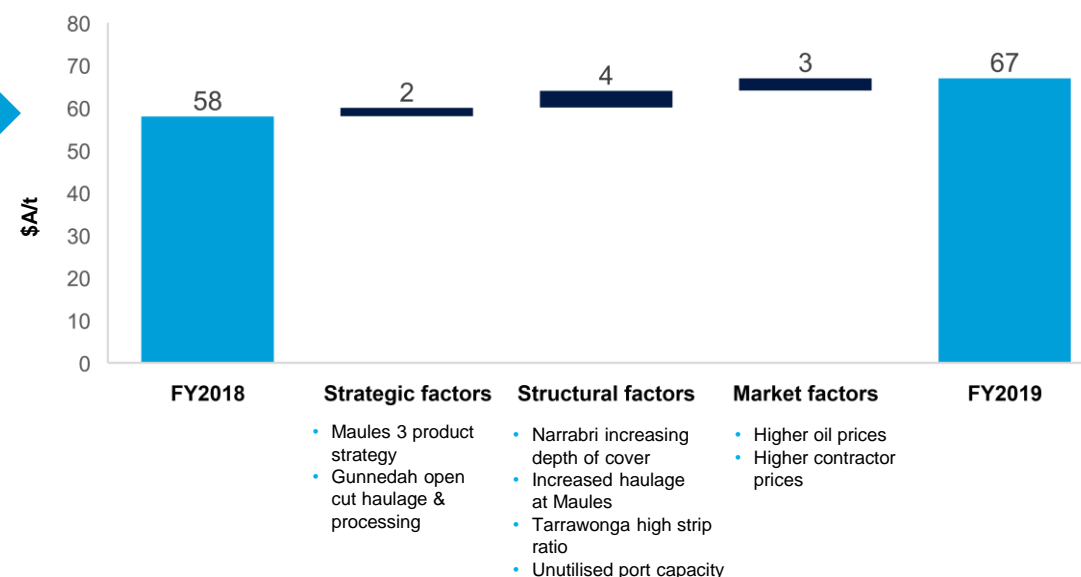 80
70
60
50
40
30
20
10
0
$A/t
58
2
4
3
67
FY2018
Strategic factors
Structural factors
Market factors
FY2019
• Maules 3 product
strategy
• Gunnedah open
cut haulage &
processing
• Narrabri increasing
depth of cover
• Increased haulage
at Maules
• Tarrawonga high strip
ratio
• Unutilised port capacity
• Higher oil prices
• Higher contractor
prices